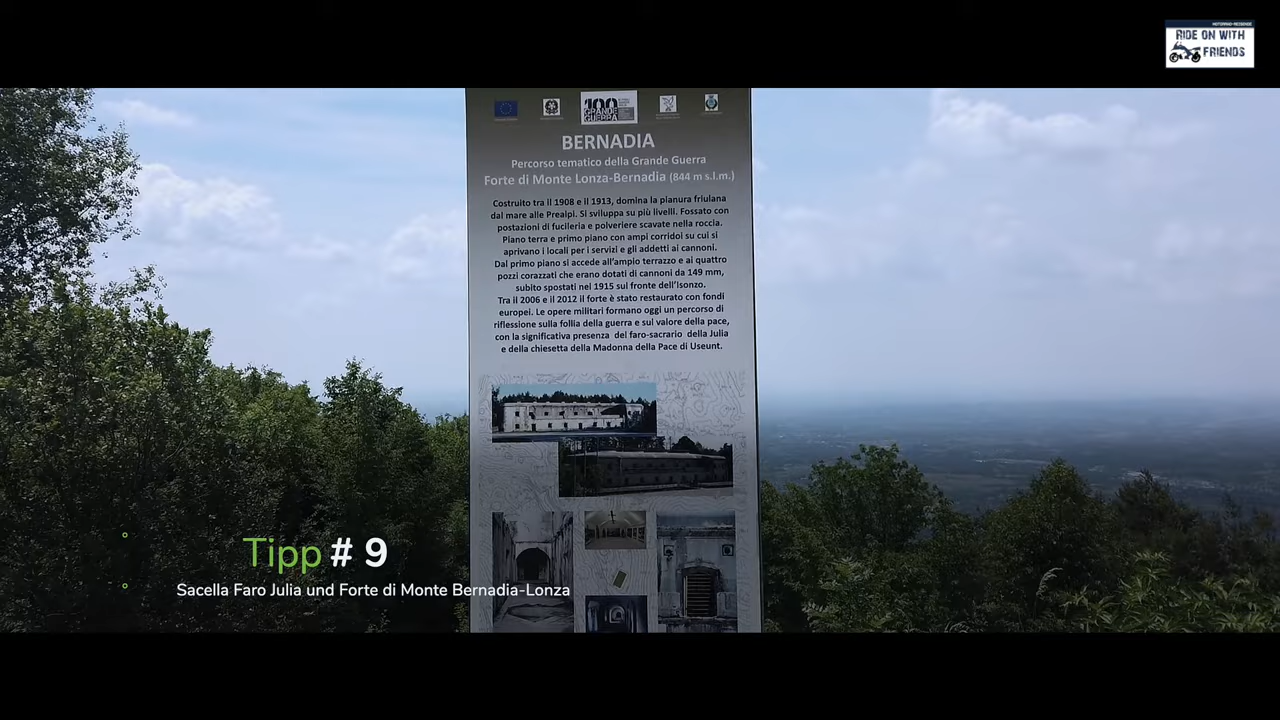 MOTORRAD-REISENDE
RIDE ON WITH
FRIENDS
100
GRANDE
GUERRA
BERNADIA
Percorso tematico della Grande Guerra
Forte di Monte Lonza-Bernadia (844 m s.l.m.)
Costruito tra il 1908 e il 1913, domina la pianura friulana
dal mare alle Prealpi. Si sviluppa su più livelli. Fossato con
postazioni di fucileria e polveriere scavate nella roccia.
Piano terra e primo piano con ampi corridoi su cui si
aprivano i locali per i servizi e gli addetti ai cannoni.
Dal primo piano si accede all'ampio terrazzo e ai quattro
pozzi corazzati che erano dotati di cannoni da 149 mm,
subito spostati nel 1915 sul fronte dell'Isonzo.
Tra il 2006 e il 2012 il forte è stato restaurato con fondi
europei. Le opere militari formano oggi un percorso di
riflessione sulla follia della guerra e sul valore della pace,
con la significativa presenza del faro-sacrario della Julia
e della chiesetta della Madonna della Pace di Useunt.
Tipp # 9
Sacella Faro Julia und Forte di Monte Bernadia-Lonza